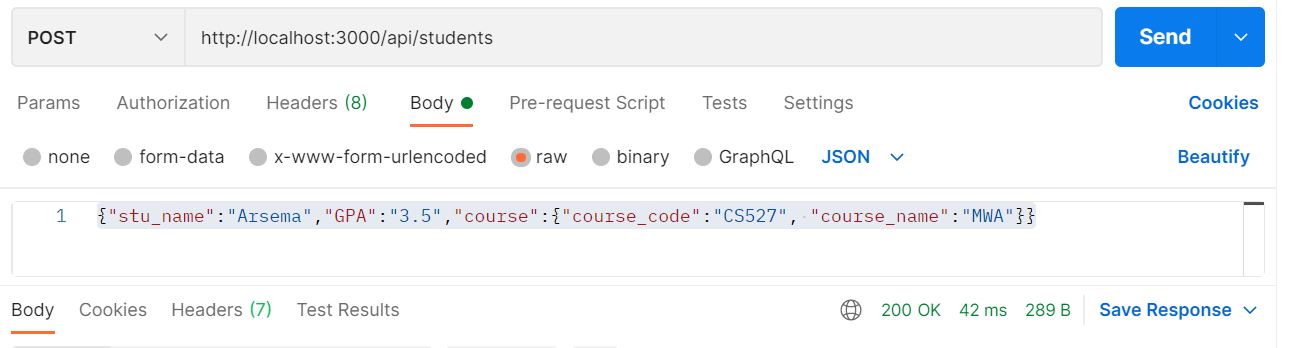 POST http://localhost:3000/api/students Send
Params Authorization Headers (8) Body Pre-request Script Tests Settings Cookies
none form-data x-www-form-urlencoded raw binary GraphQL JSON Beautify
1 {"stu_name":"Arsema","GPA":"3.5","course":{"course_code":"CS527", "course_name":"MWA"}}
Body Cookies Headers (7) Test Results 200 OK 42 ms 289 B Save Response